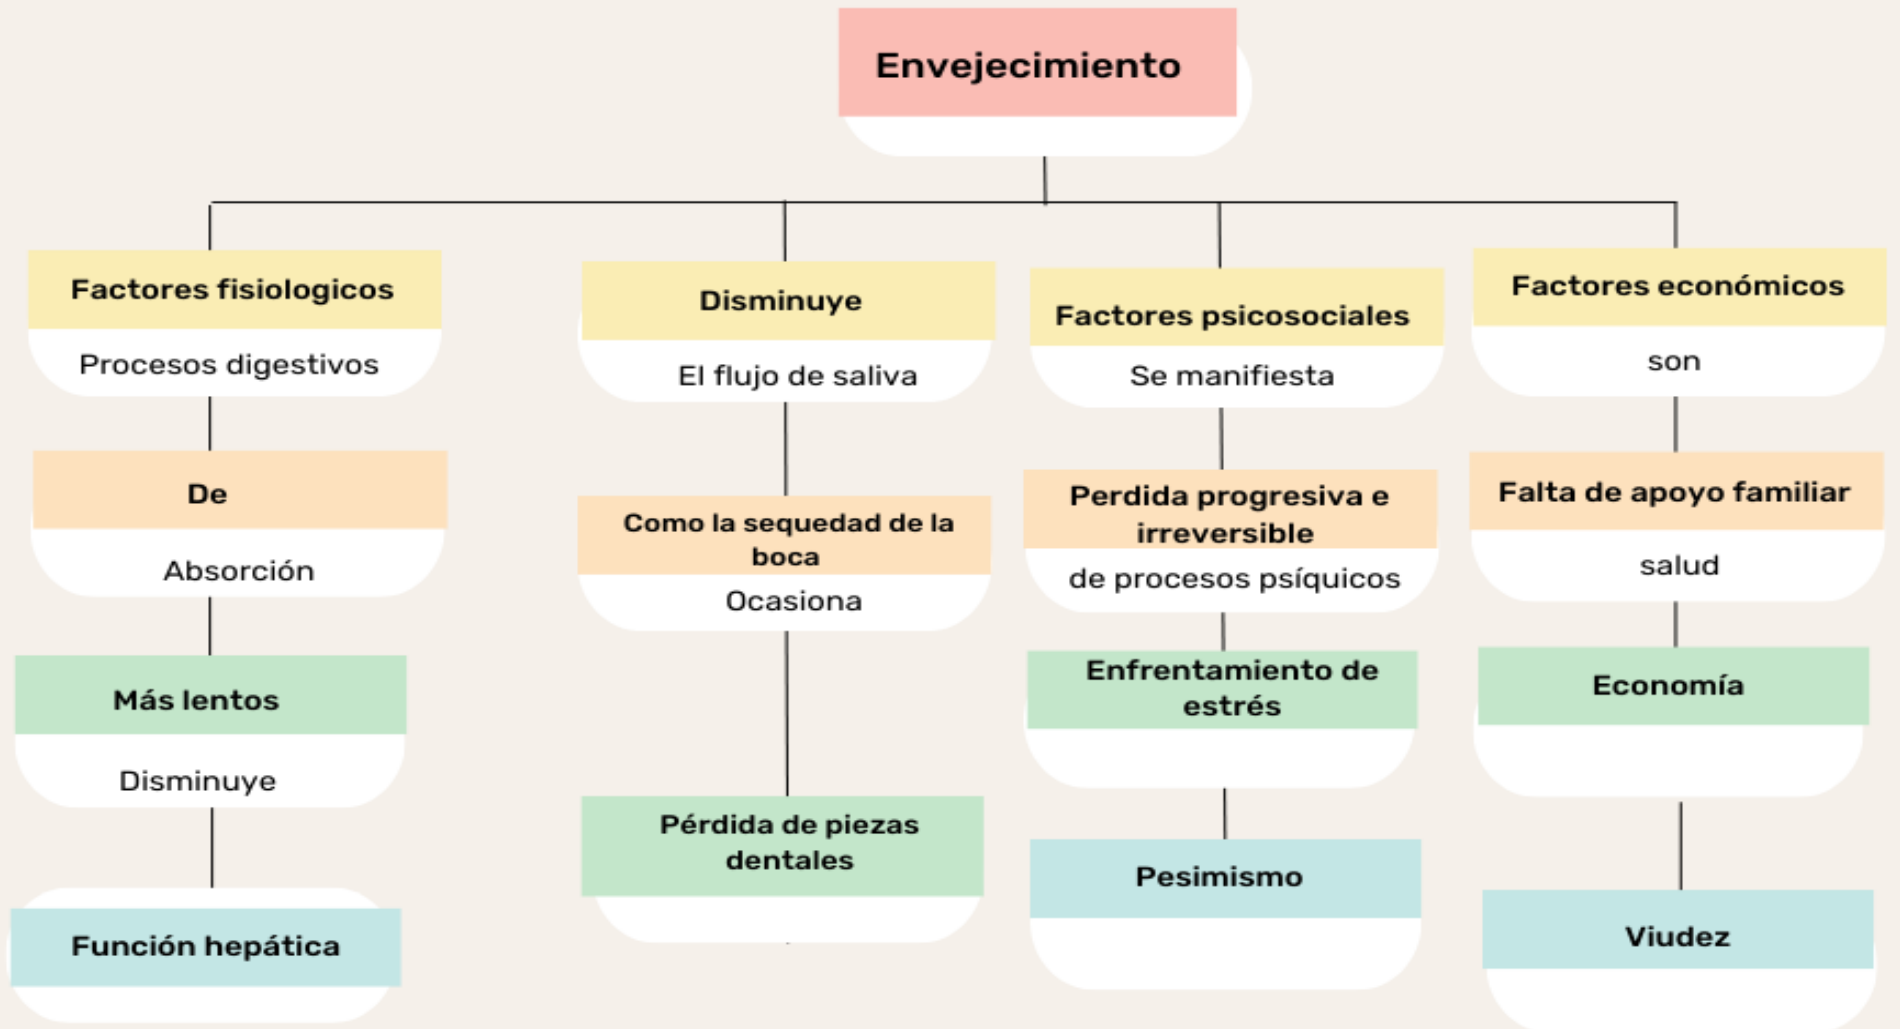 Envejecimiento
Factores fisiologicos
Procesos digestivos
De
Absorción
Más lentos
Disminuye
Función hepática
Disminuye
El flujo de saliva
Como la sequedad de la
boca
Ocasiona
Pérdida de piezas
dentales
Factores psicosociales
Se manifiesta
Perdida progresiva e
irreversible
de procesos psíquicos
Enfrentamiento de
estrés
Pesimismo
Factores económicos
son
Falta de apoyo familiar
salud
Economía
Viudez